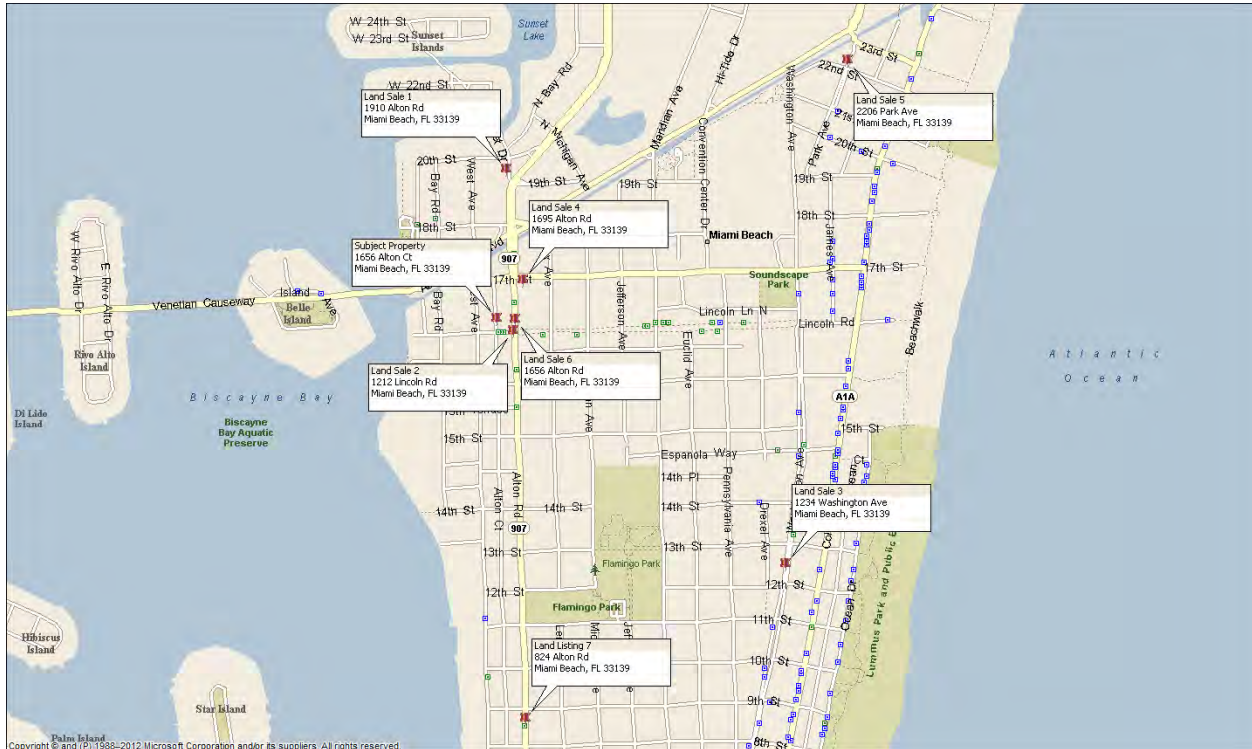 W 24th St
W 23rd St
Sunset
Islands
Sunset
Lake
W 22nd St
N Bay Rd
N Michigan Ave
Meridian Ave
Hi-Tide Dr
Convention Center Dr
Washington
Ave
23rd St
22nd St
Park Ave
20th St
19th St
18th St
James Ave
17th St
Land Sale 1
1910 Alton Rd
Miami Beach, FL 33139
Land Sale 5
2206 Park Ave
Miami Beach, FL 33139
20th St
19th St
19th St
West Ave
Bay Rd
18th St
Land Sale 4
1695 Alton Rd
Miami Beach, FL 33139
Subject Property
1656 Alton Ct
Miami Beach, FL 33139
907
17th St
Miami Beach
Soundscape
Park
W Rivo Alto Dr
E Rivo Alto Dr
Rivo Alto
Island
Venetian Causeway
Island
Ave
Belle
Island
Bay Rd
Jefferson Ave
Lincoln Ln N
Lincoln Rd
Euclid Ave
Beachwalk
Land Sale 6
1656 Alton Rd
Miami Beach, FL 33139
Land Sale 2
1212 Lincoln Rd
Miami Beach, FL 33139
Atlantic
Ocean
Biscayne Bay
Biscayne
Bay Aquatic
Preserve
Di Lido
Island
A1A
15th St
15th St
Espanola Way
14th Pl
14th St
14th St
14th St
Alton Rd
Alton Ct
907
Pennsylvania Ave
Drexel Ave
Land Sale 3
1234 Washington Ave
Miami Beach, FL 33139
13th St
13th St
Flamingo Park
12th St
12th St
Flamingo Park
11th St
Ocean Dr
Lummus Park and Public
10th St
9th St
8th St
Land Listing 7
824 Alton Rd
Miami Beach, FL 33139
Hibiscus
Island
Star Island
Palm Island
Copyright © and (P) 1988–2012 Microsoft Corporation and/or its suppliers. All rights reserved.